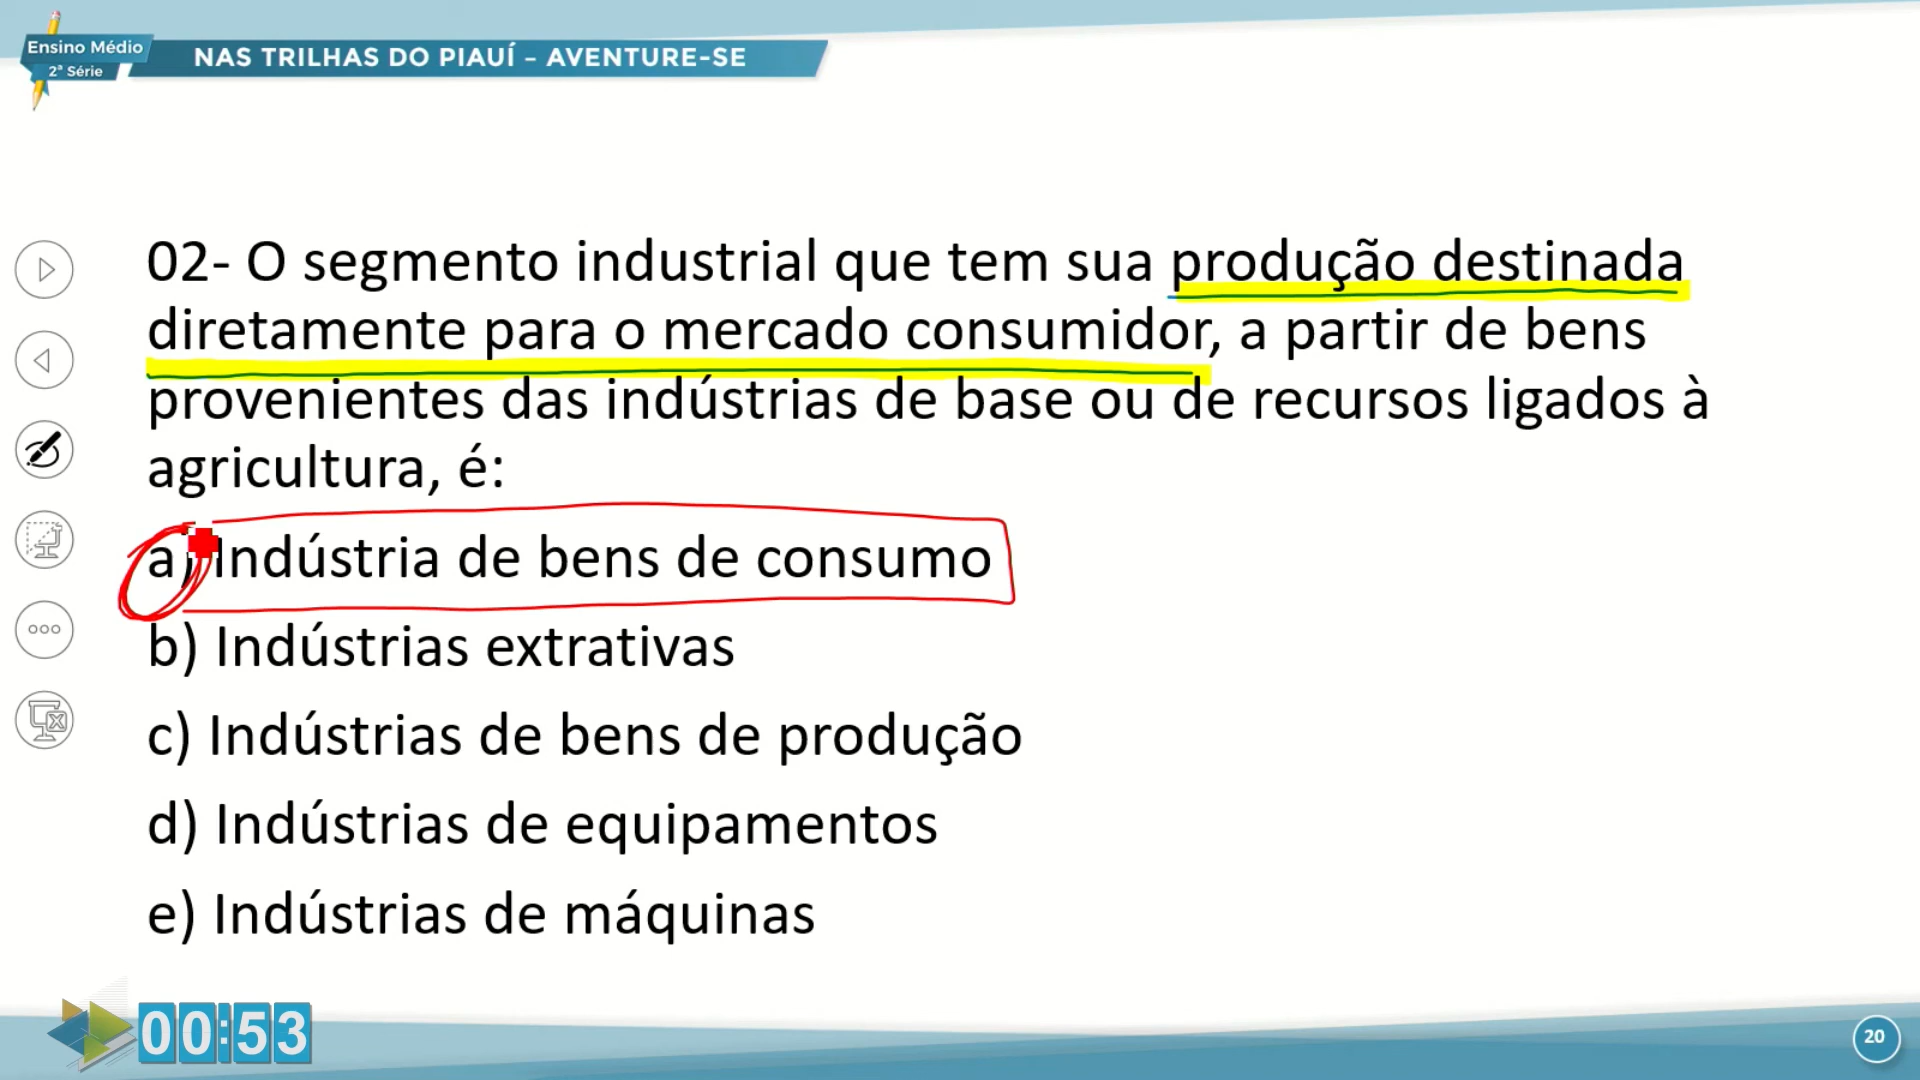 Ensino Médio
2ª Série
NAS TRILHAS DO PIAUÍ – AVENTURE-SE
02- O segmento industrial que tem sua produção destinada
diretamente para o mercado consumidor, a partir de bens
provenientes das indústrias de base ou de recursos ligados à
agricultura, é:
a) Indústria de bens de consumo
b) Indústrias extrativas
c) Indústrias de bens de produção
d) Indústrias de equipamentos
e) Indústrias de máquinas
00:53
20